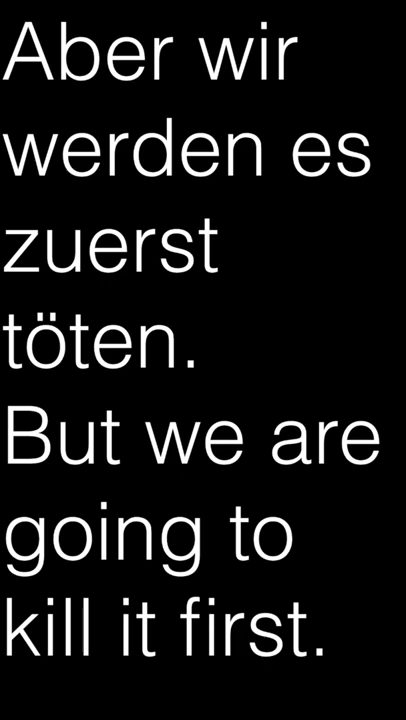 Aber wir
werden es
zuerst
töten.
But we are
going to
kill it first.